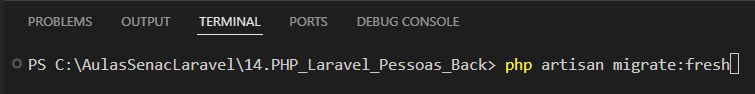 PROBLEMS OUTPUT TERMINAL PORTS DEBUG CONSOLE
PS C:\AulasSenacLaravel\14.PHP_Laravel_Pessoas_Back> php artisan migrate:fresh